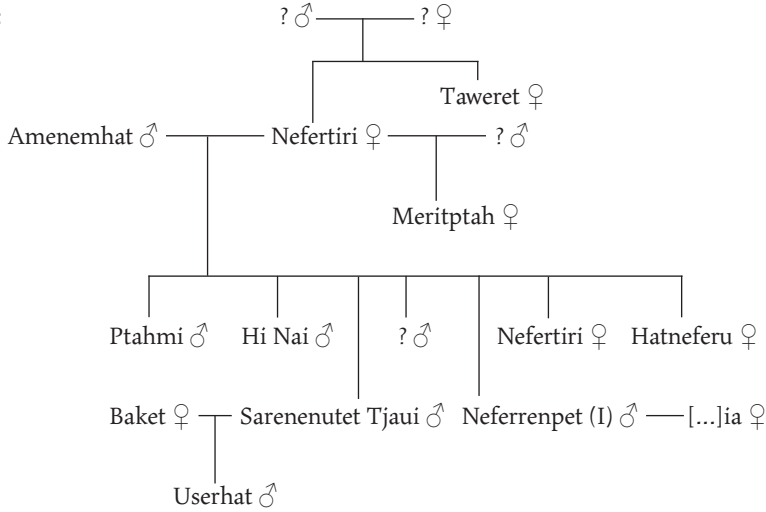 ? ♂ ? ♀
Taweret ♀
Amenemhat ♂ Nefertiri ♀ ? ♂
Meritptah ♀
Ptahmi ♂ Hi Nai ♂ ? ♂ Nefertiri ♀ Hatneferu ♀
Baket ♀ Sarenenutet Tjaui ♂ Neferrenpet (I) ♂ [...]ia ♀
Userhat ♂